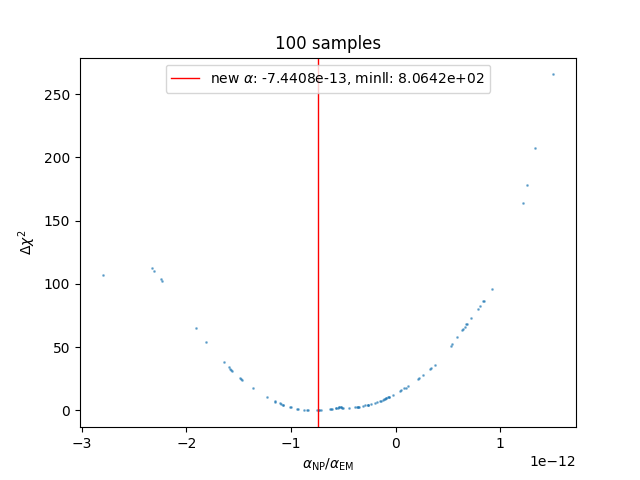 100 samples
new α: -7.4408e-13, minll: 8.0642e+02
Δχ²
250
200
150
100
50
0
−3 −2 −1 0 1
1e−12
α_NP/α_EM